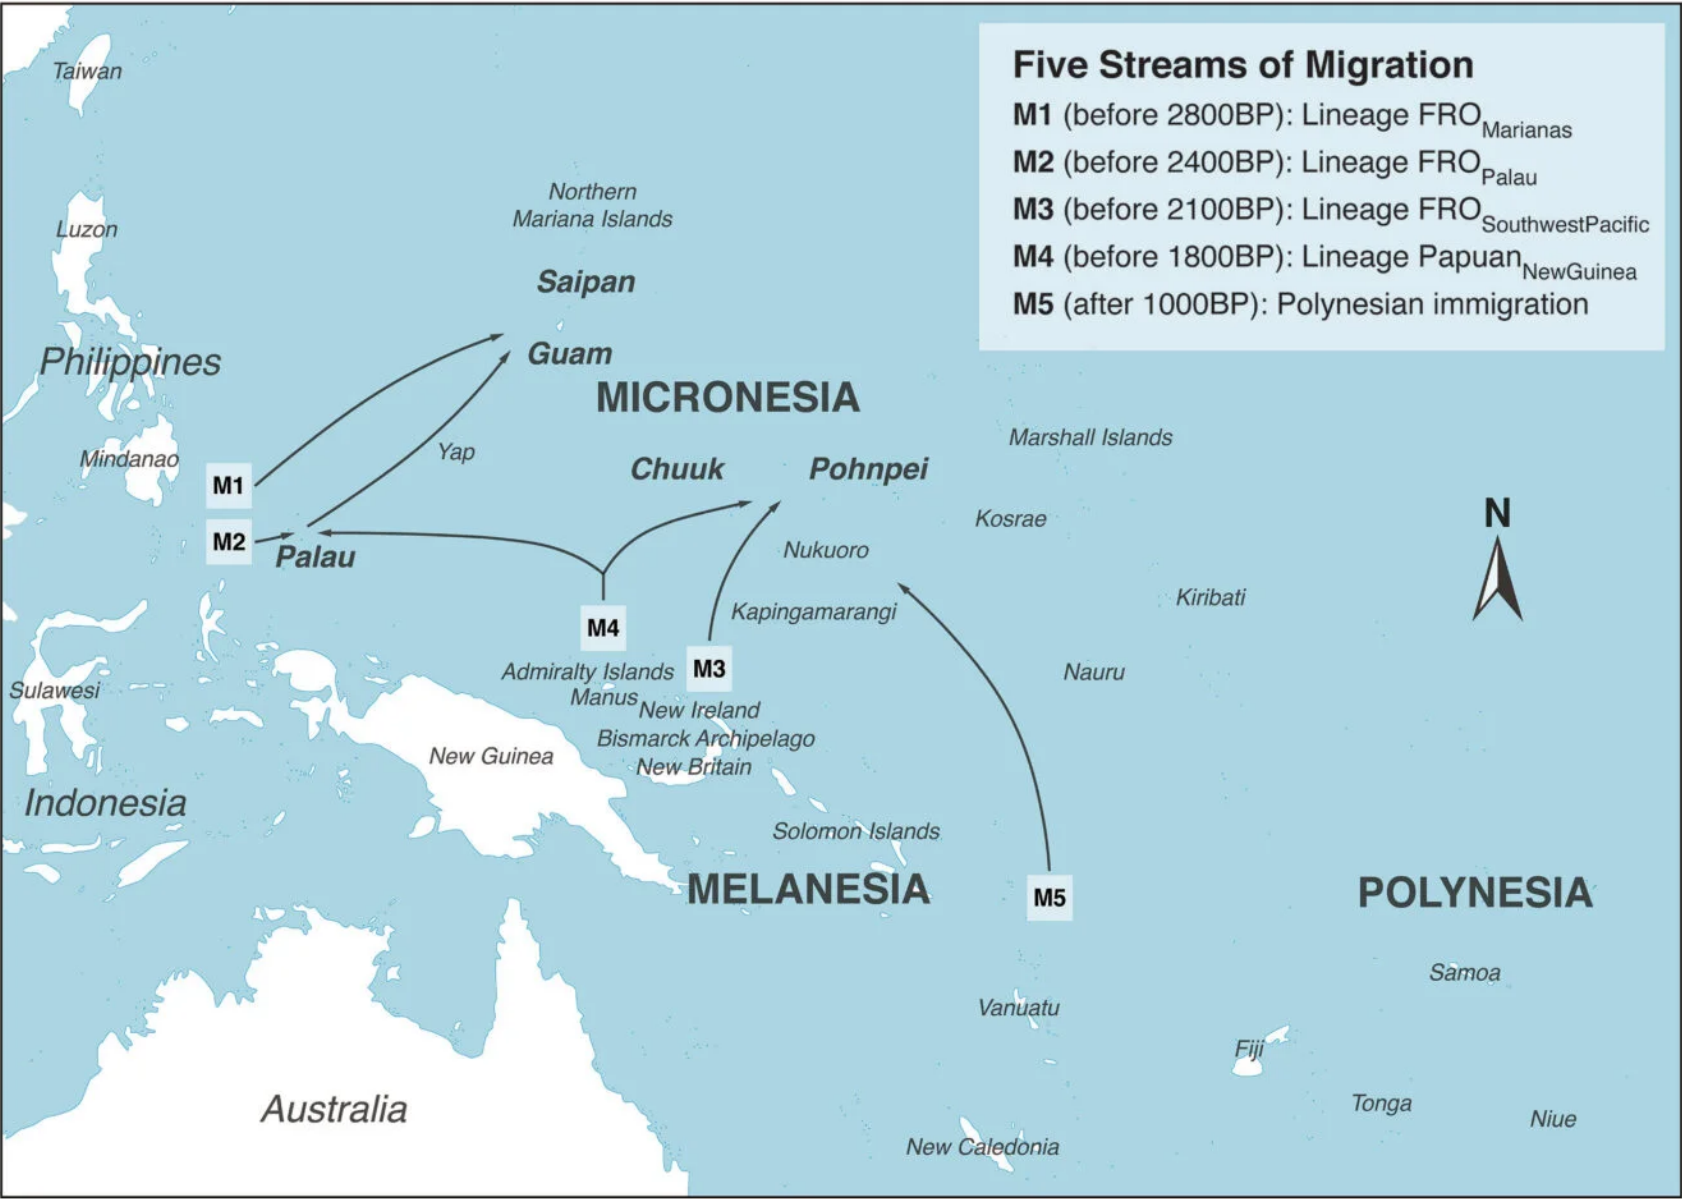 Five Streams of Migration
M1 (before 2800BP): Lineage FROMarianas
M2 (before 2400BP): Lineage FROPalau
M3 (before 2100BP): Lineage FROSouthwestPacific
M4 (before 1800BP): Lineage PapuanNewGuinea
M5 (after 1000BP): Polynesian immigration
Taiwan
Northern
Mariana Islands
Luzon
Saipan
Guam
Philippines
MICRONESIA
Marshall Islands
Yap
Mindanao
Chuuk
Pohnpei
M1
Kosrae
N
M2
Palau
Nukuoro
Kiribati
Kapingamarangi
M4
Admiralty Islands
M3
Nauru
Sulawesi
Manus
New Ireland
Bismarck Archipelago
New Guinea
New Britain
Indonesia
Solomon Islands
MELANESIA
M5
POLYNESIA
Samoa
Vanuatu
Fiji
Tonga
Australia
Niue
New Caledonia